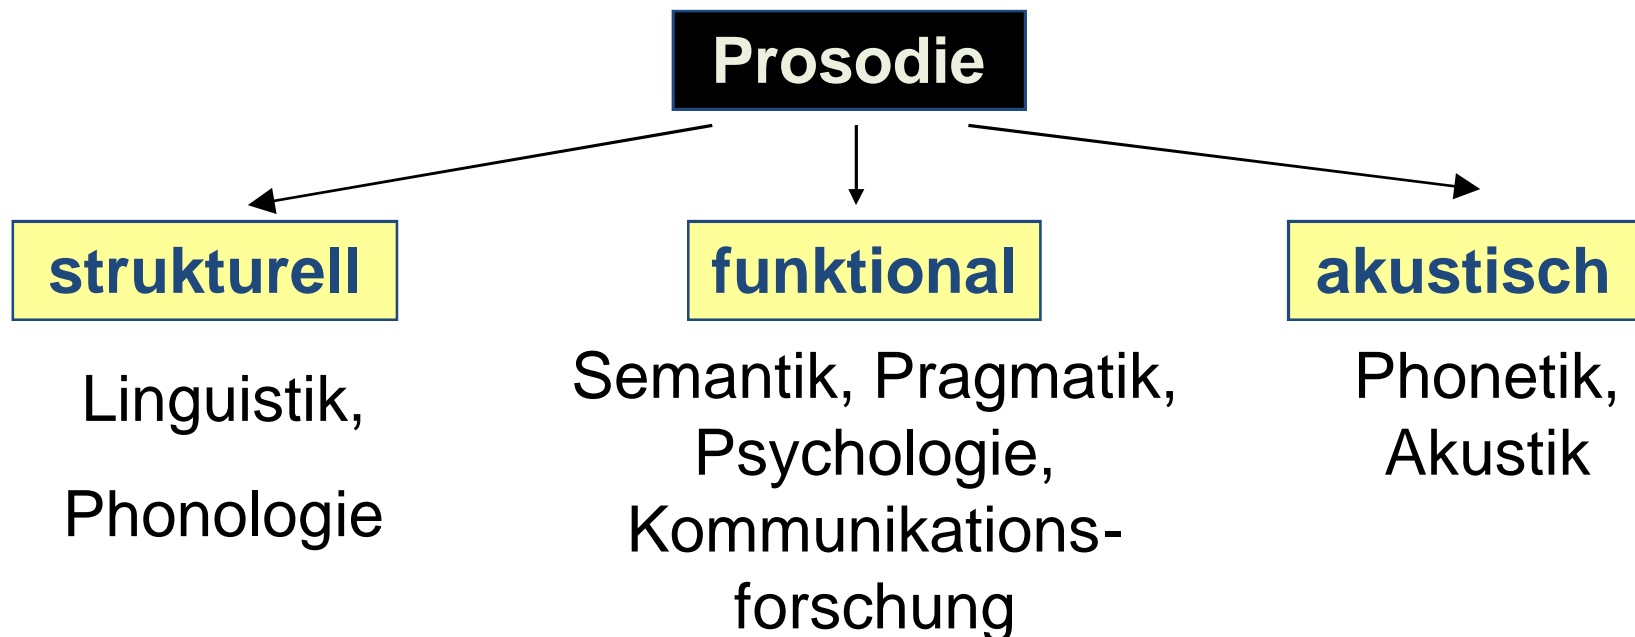 Prosodie
strukturell
Linguistik,
Phonologie
funktional
Semantik, Pragmatik,
Psychologie,
Kommunikations-
forschung
akustisch
Phonetik,
Akustik